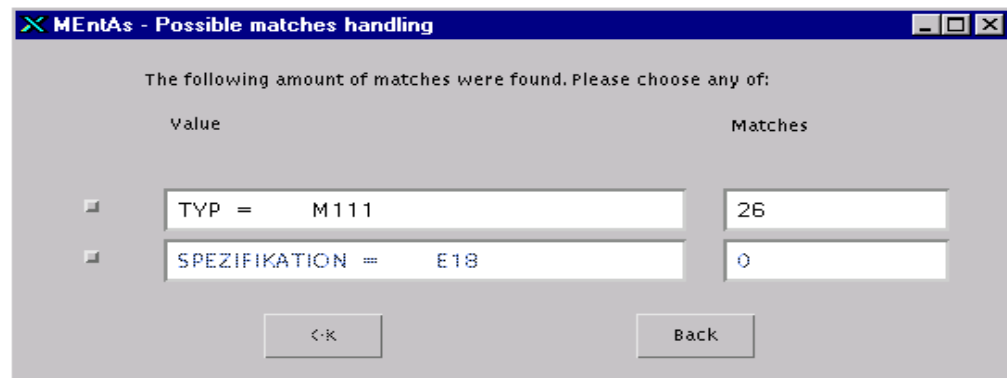 MEntAs - Possible matches handling
The following amount of matches were found. Please choose any of:
Value Matches
TYP = M111 26
SPEZIFIKATION = E18 0
Back